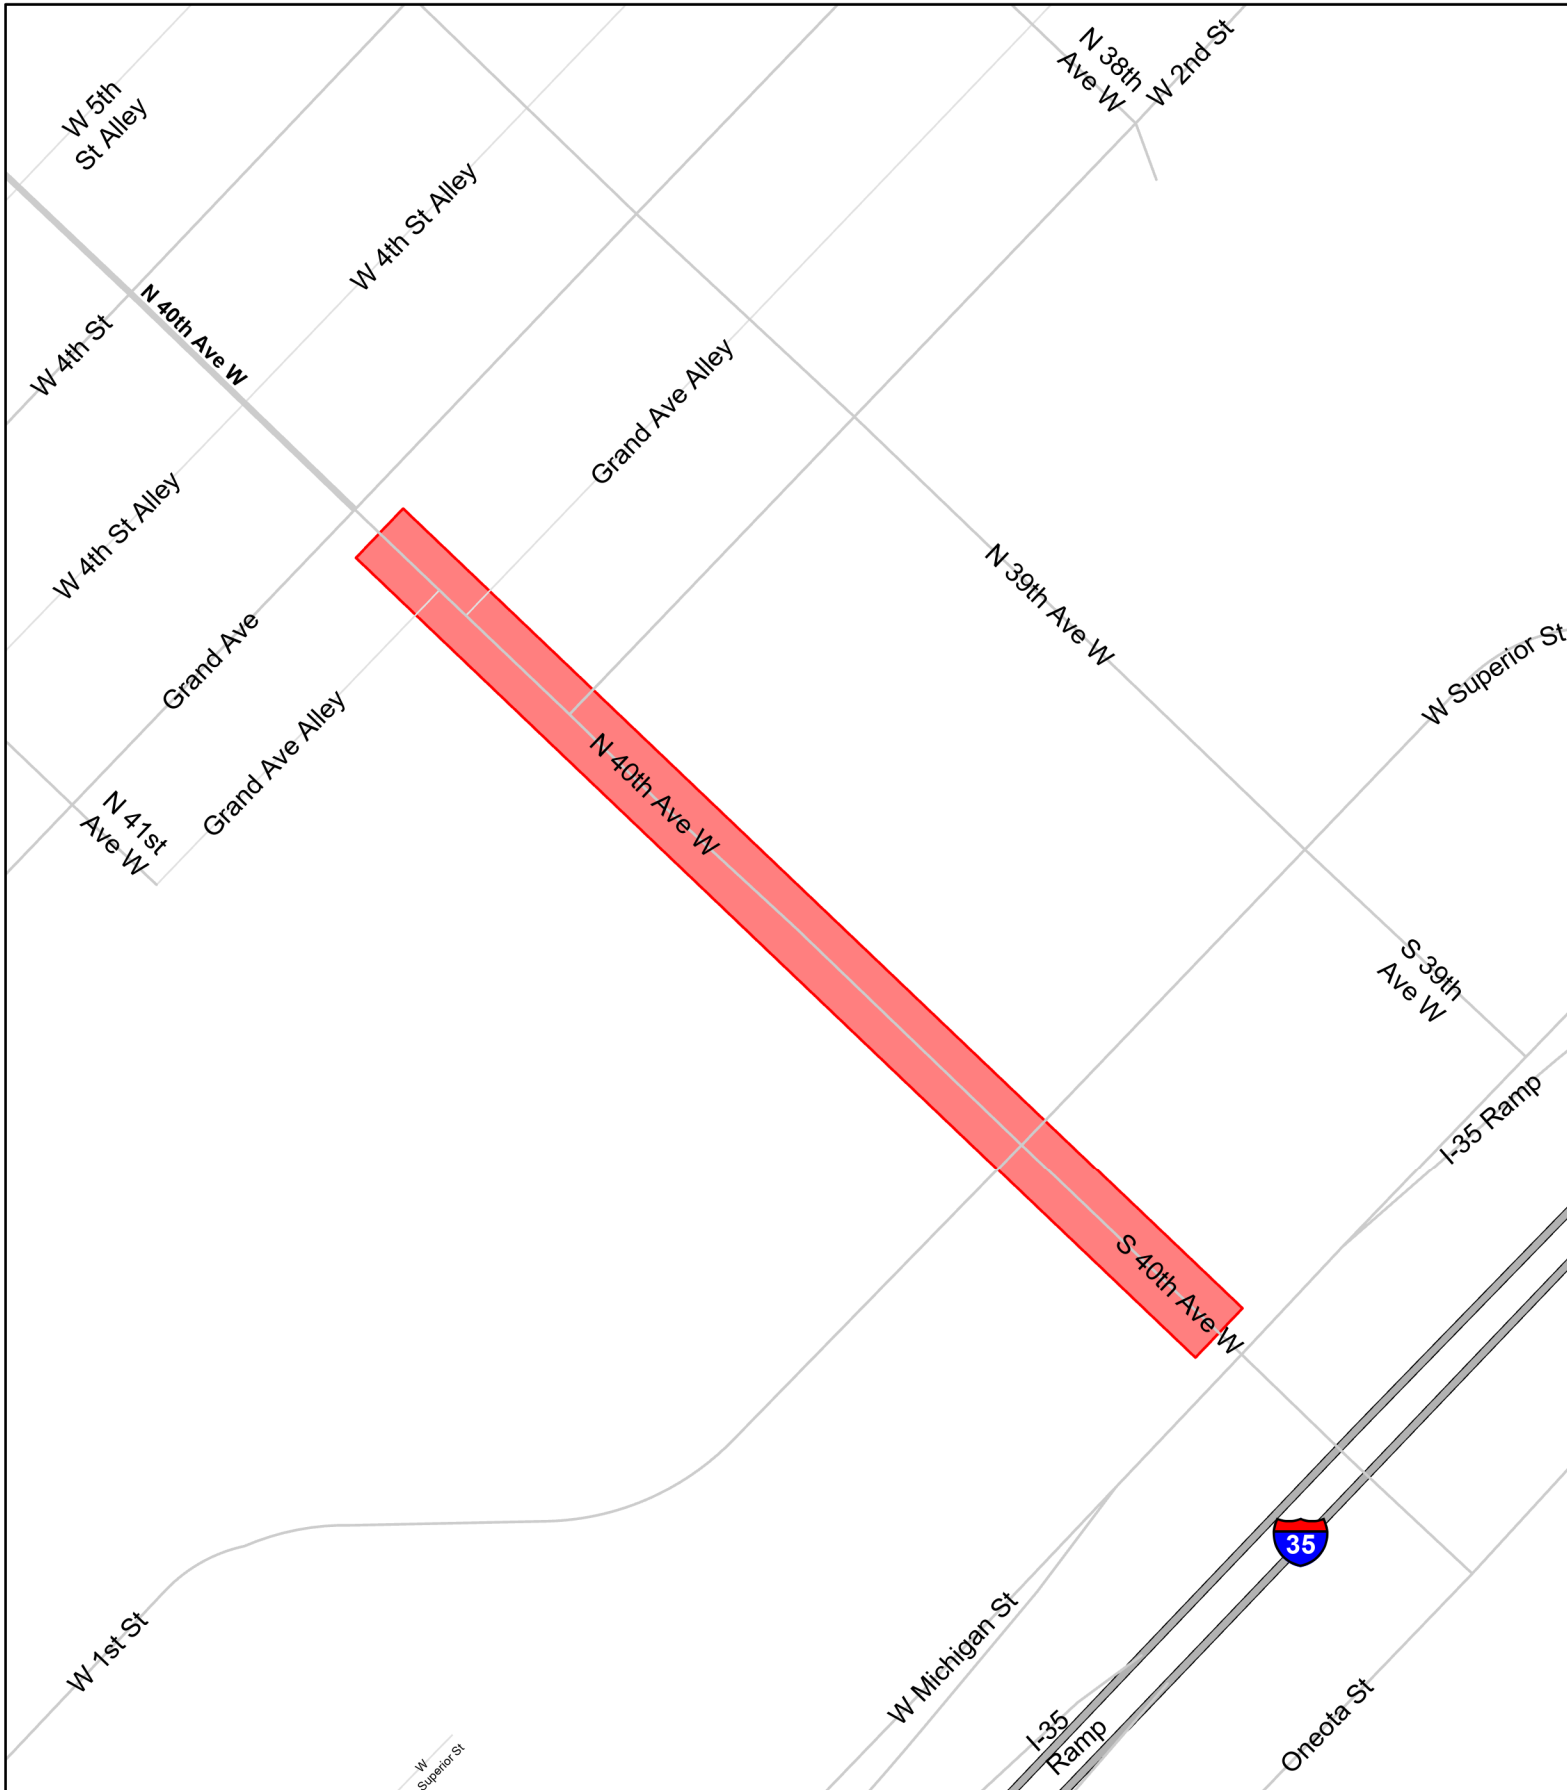 W 5th
St Alley
N 38th
Ave W
W 2nd St
W 4th St Alley
N 40th Ave W
W 4th St
Grand Ave Alley
W 4th St Alley
N 39th Ave W
Grand Ave
W Superior St
Grand Ave Alley
N 41st
Ave W
N 40th Ave W
S 39th
Ave W
I-35 Ramp
S 40th Ave W
35
W 1st St
W Michigan St
I-35
Ramp
Oneota St
W
Superior St